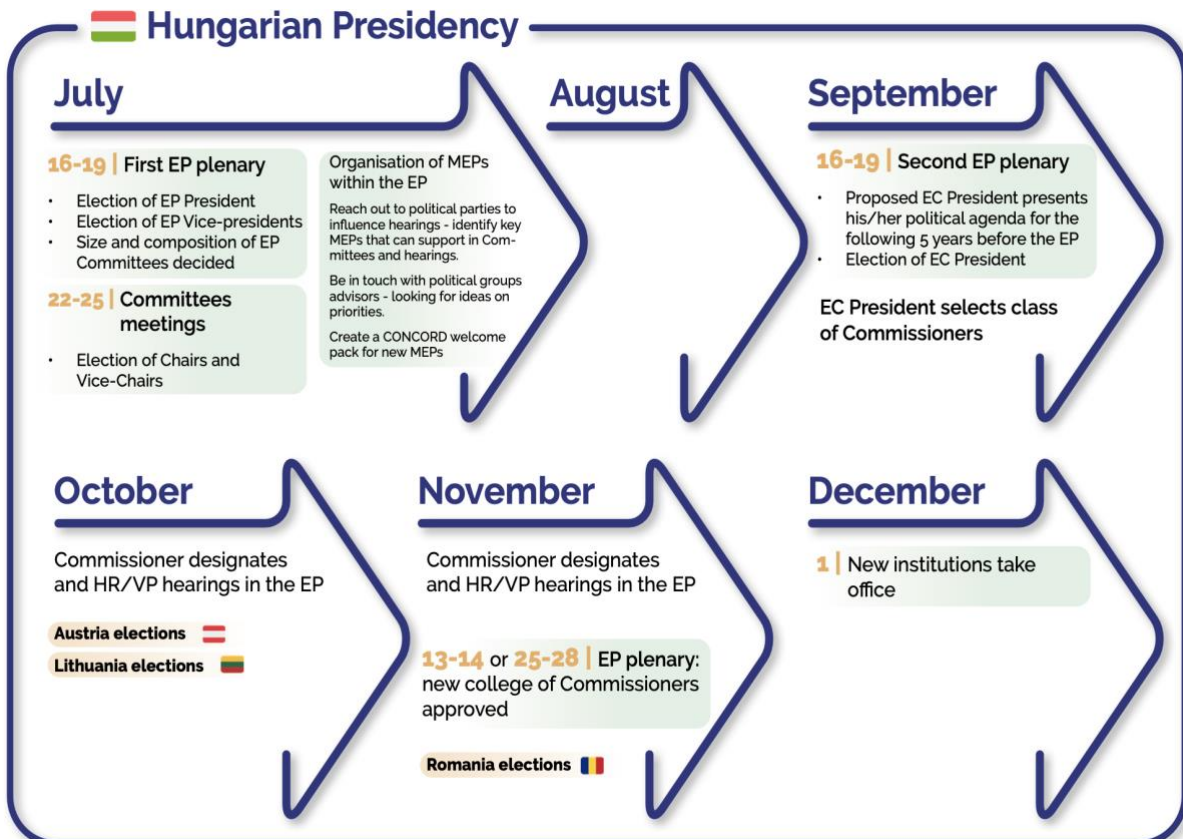 Hungarian Presidency
July
16-19 | First EP plenary
• Election of EP President
• Election of EP Vice-presidents
• Size and composition of EP
Committees decided
22-25 | Committees
meetings
• Election of Chairs and
Vice-Chairs
Organisation of MEPs
within the EP
Reach out to political parties to
influence hearings - identify key
MEPs that can support in Com-
mittees and hearings.
Be in touch with political groups
advisors - looking for ideas on
priorities.
Create a CONCORD welcome
pack for new MEPs
August
September
16-19 | Second EP plenary
• Proposed EC President presents
his/her political agenda for the
following 5 years before the EP
• Election of EC President
EC President selects class
of Commissioners
October
Commissioner designates
and HR/VP hearings in the EP
Austria elections
Lithuania elections
November
Commissioner designates
and HR/VP hearings in the EP
13-14 or 25-28 | EP plenary:
new college of Commissioners
approved
Romania elections
December
1 | New institutions take
office